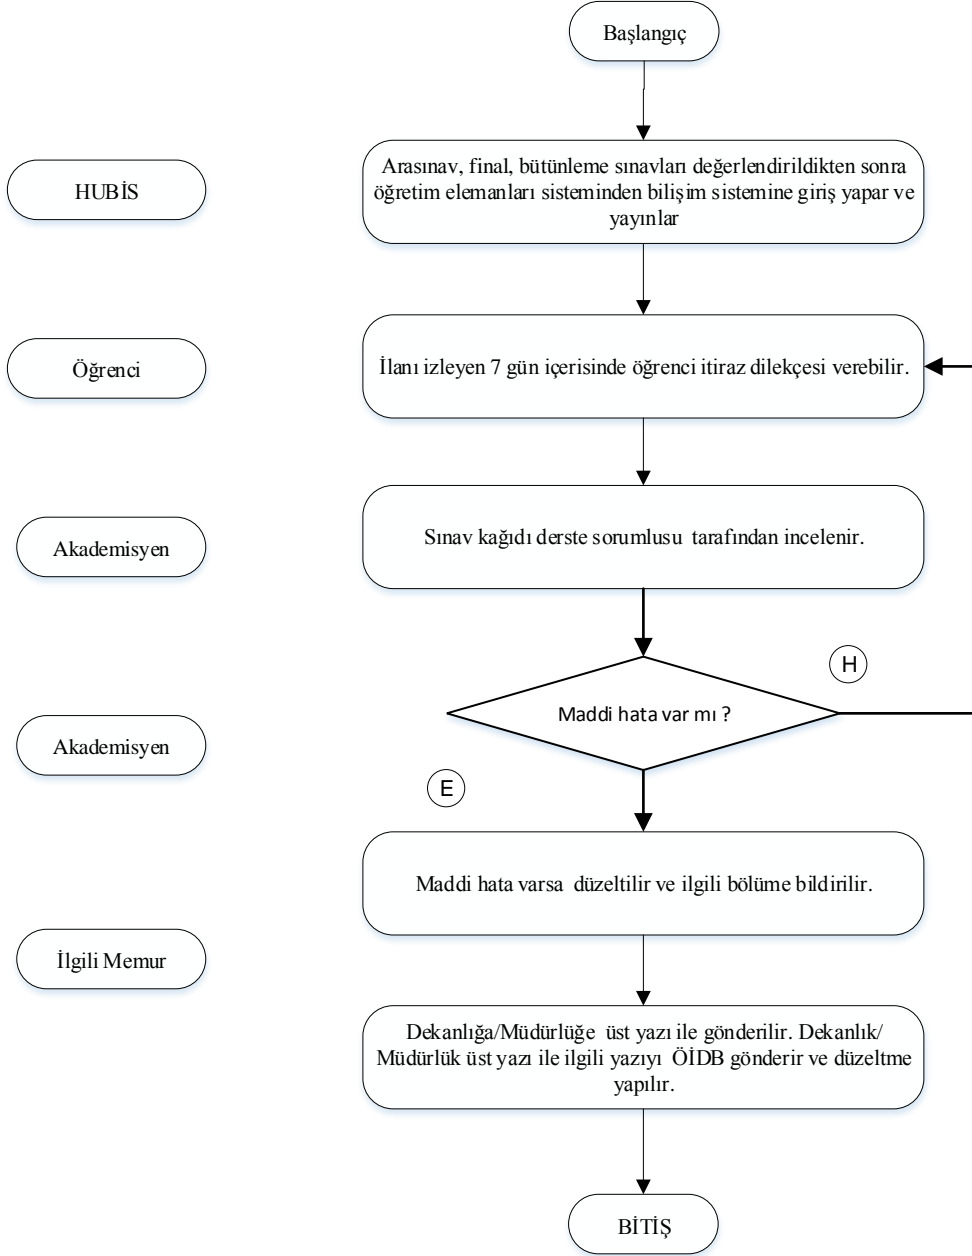 Başlangıç
HUBİS
Arasınav, final, bütünleme sınavları değerlendirildikten sonra
öğretim elemanları sisteminden bilişim sistemine giriş yapar ve
yayınlar
Öğrenci
İlanı izleyen 7 gün içerisinde öğrenci itiraz dilekçesi verebilir.
Akademisyen
Sınav kağıdı derste sorumlusu tarafından incelenir.
H
Akademisyen
Maddi hata var mı ?
E
Maddi hata varsa düzeltilir ve ilgili bölüme bildirilir.
İlgili Memur
Dekanlığa/Müdürlüğe üst yazı ile gönderilir. Dekanlık/
Müdürlük üst yazı ile ilgili yazıyı ÖİDB gönderir ve düzeltme
yapılır.
BİTİŞ